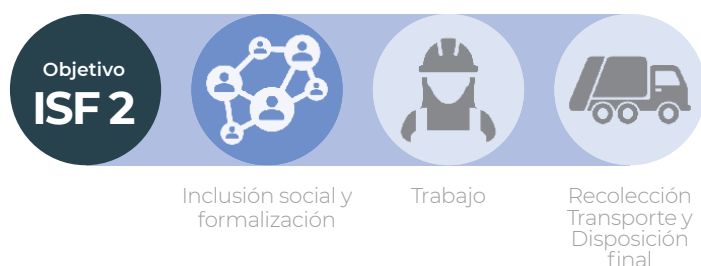 Objetivo
ISF 2
Inclusión social y
formalización
Trabajo
Recolección
Transporte y
Disposición
final